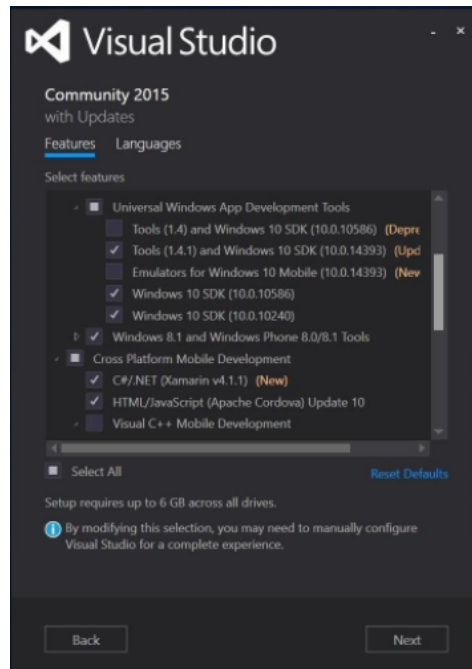 Visual Studio
Community 2015
with Updates
Features Languages
Select features
Universal Windows App Development Tools
Tools (1.4) and Windows 10 SDK (10.0.10586) (Depre
Tools (1.4.1) and Windows 10 SDK (10.0.14393) (Upd
Emulators for Windows 10 Mobile (10.0.14393) (New
Windows 10 SDK (10.0.10586)
Windows 10 SDK (10.0.10240)
Windows 8.1 and Windows Phone 8.0/8.1 Tools
Cross Platform Mobile Development
C#/.NET (Xamarin v4.1.1) (New)
HTML/JavaScript (Apache Cordova) Update 10
Visual C++ Mobile Development
Select All Reset Defaults
Setup requires up to 6 GB across all drives.
By modifying this selection, you may need to manually configure
Visual Studio for a complete experience.
Back Next